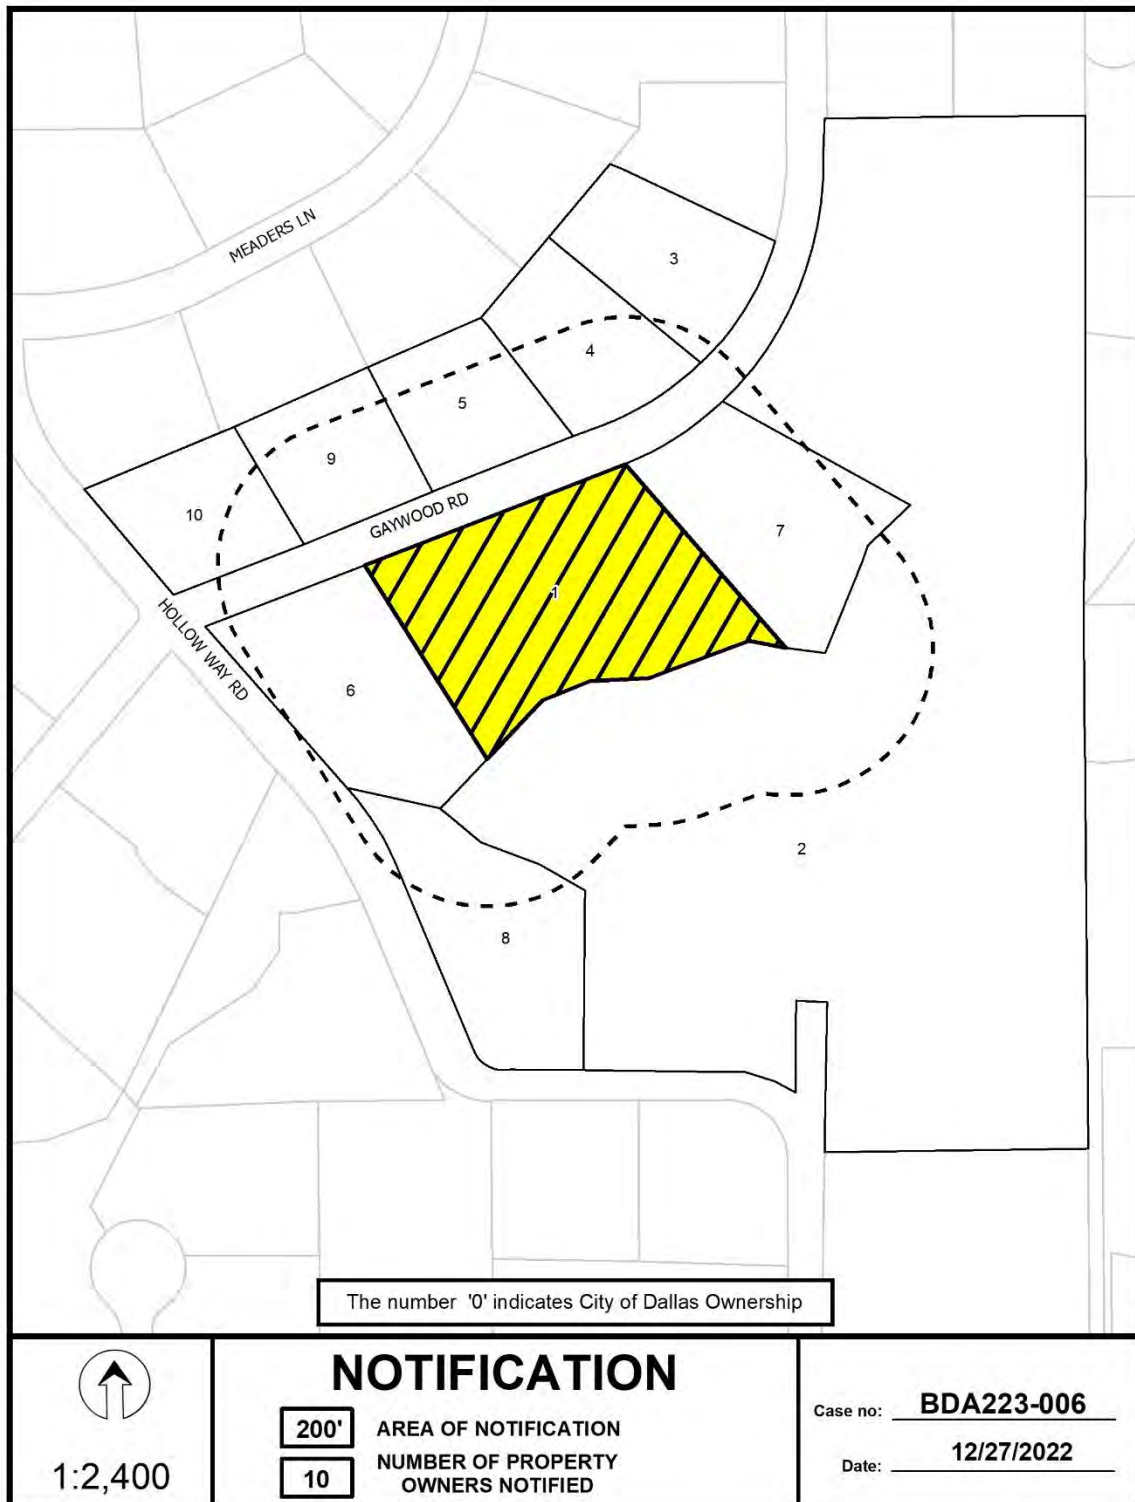 MEADERS LN
3
4
5
9
10
GAYWOOD RD
7
1
HOLLOW WAY RD
6
2
8
The number '0' indicates City of Dallas Ownership
1:2,400
NOTIFICATION
200' AREA OF NOTIFICATION
10 NUMBER OF PROPERTY
OWNERS NOTIFIED
Case no: BDA223-006
Date: 12/27/2022